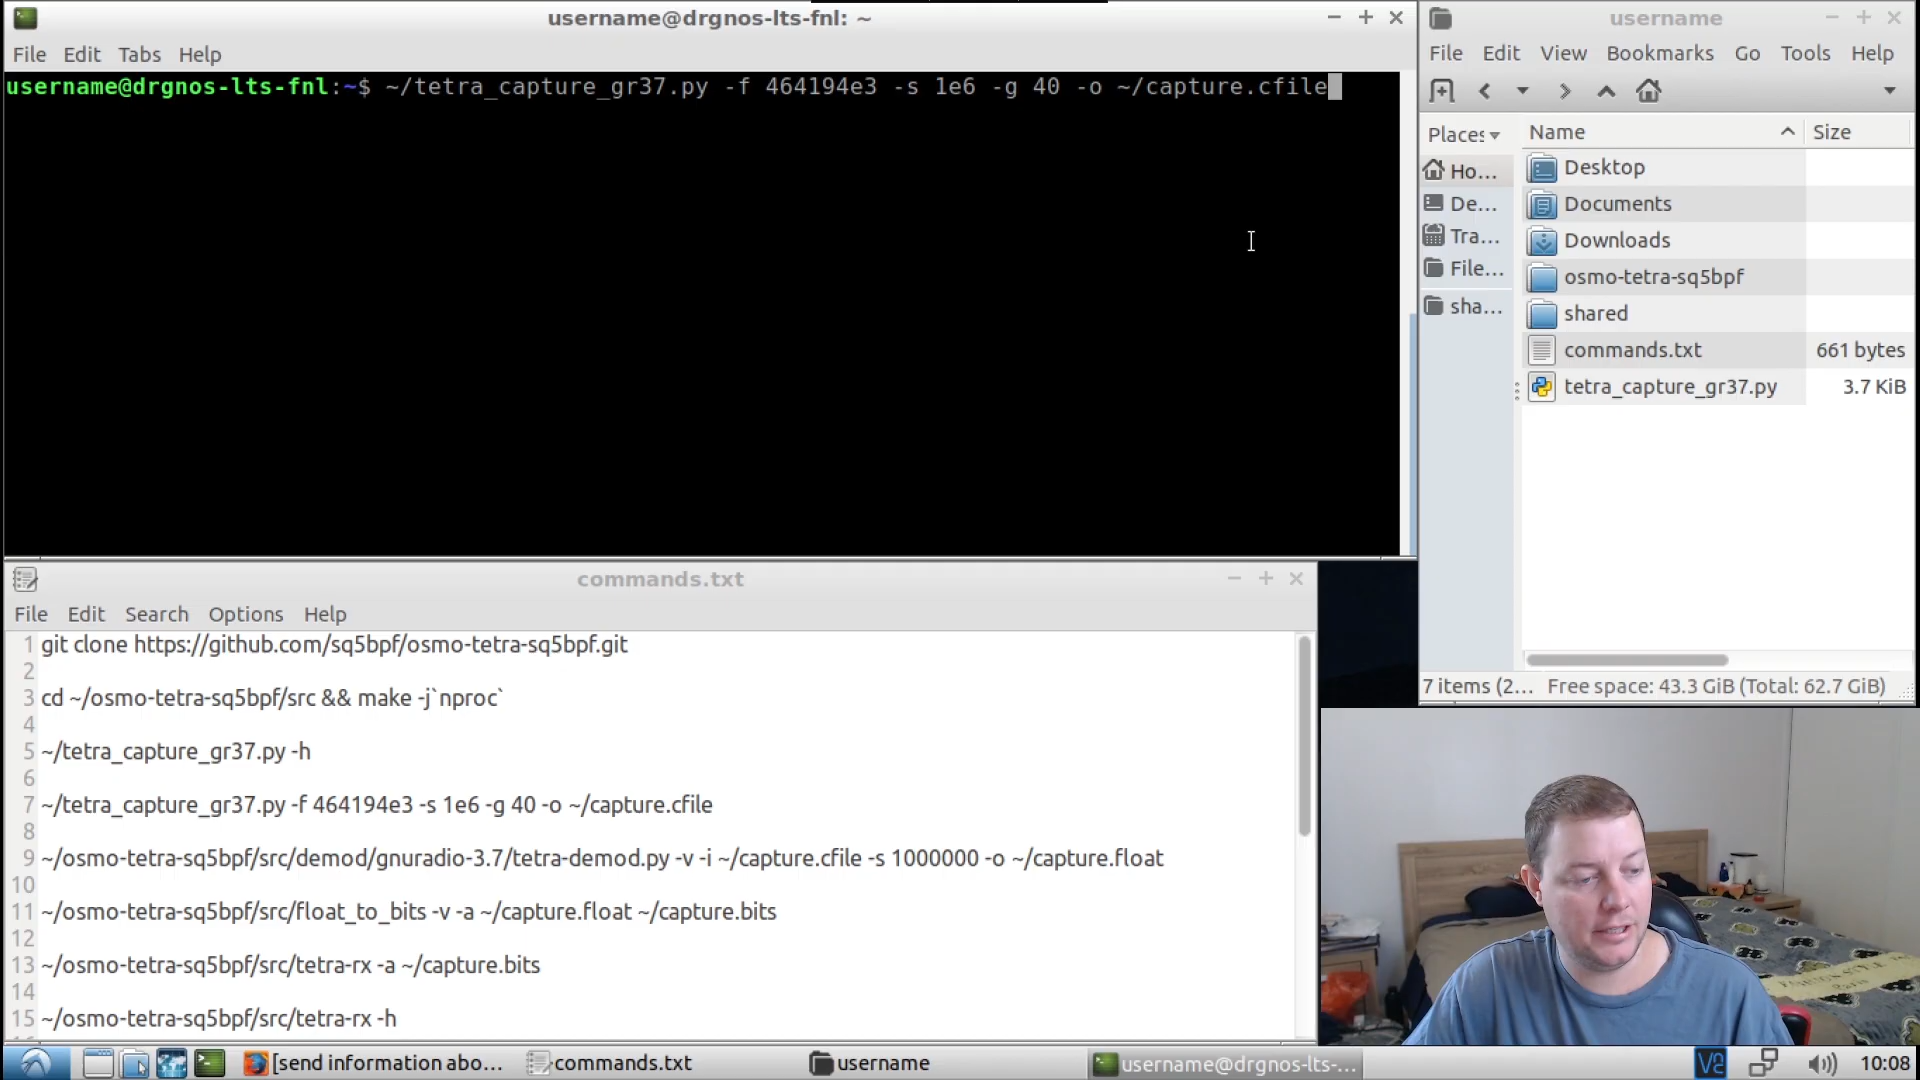 username@drgnos-lts-fnl: ~
File Edit Tabs Help
username@drgnos-lts-fnl:~$ ~/tetra_capture_gr37.py -f 464194e3 -s 1e6 -g 40 -o ~/capture.cfile
username
File Edit View Bookmarks Go Tools Help
Places
Name Size
Ho...
De...
Tra...
File...
sha...
Desktop
Documents
Downloads
osmo-tetra-sq5bpf
shared
commands.txt 661 bytes
tetra_capture_gr37.py 3.7 KiB
7 items (2... Free space: 43.3 GiB (Total: 62.7 GiB)
commands.txt
File Edit Search Options Help
1 git clone https://github.com/sq5bpf/osmo-tetra-sq5bpf.git
2
3 cd ~/osmo-tetra-sq5bpf/src && make -j`nproc`
4
5 ~/tetra_capture_gr37.py -h
6
7 ~/tetra_capture_gr37.py -f 464194e3 -s 1e6 -g 40 -o ~/capture.cfile
8
9 ~/osmo-tetra-sq5bpf/src/demod/gnuradio-3.7/tetra-demod.py -v -i ~/capture.cfile -s 1000000 -o ~/capture.float
10
11 ~/osmo-tetra-sq5bpf/src/float_to_bits -v -a ~/capture.float ~/capture.bits
12
13 ~/osmo-tetra-sq5bpf/src/tetra-rx -a ~/capture.bits
14
15 ~/osmo-tetra-sq5bpf/src/tetra-rx -h
[send information abo... commands.txt username username@drgnos-lts-... 10:08